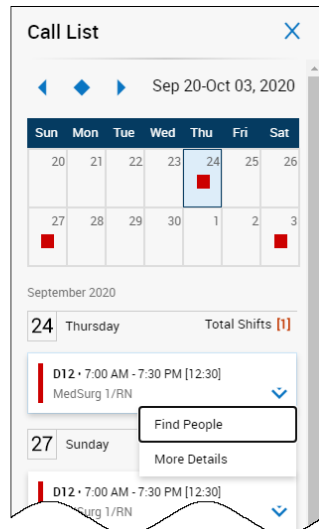 Call List
Sep 20-Oct 03, 2020
Sun Mon Tue Wed Thu Fri Sat
20 21 22 23 24 25 26
27 28 29 30 1 2 3
September 2020
24 Thursday Total Shifts [1]
D12 • 7:00 AM - 7:30 PM [12:30]
MedSurg 1/RN
Find People
More Details
27 Sunday
D12 • 7:00 AM - 7:30 PM [12:30]
MedSurg 1/RN